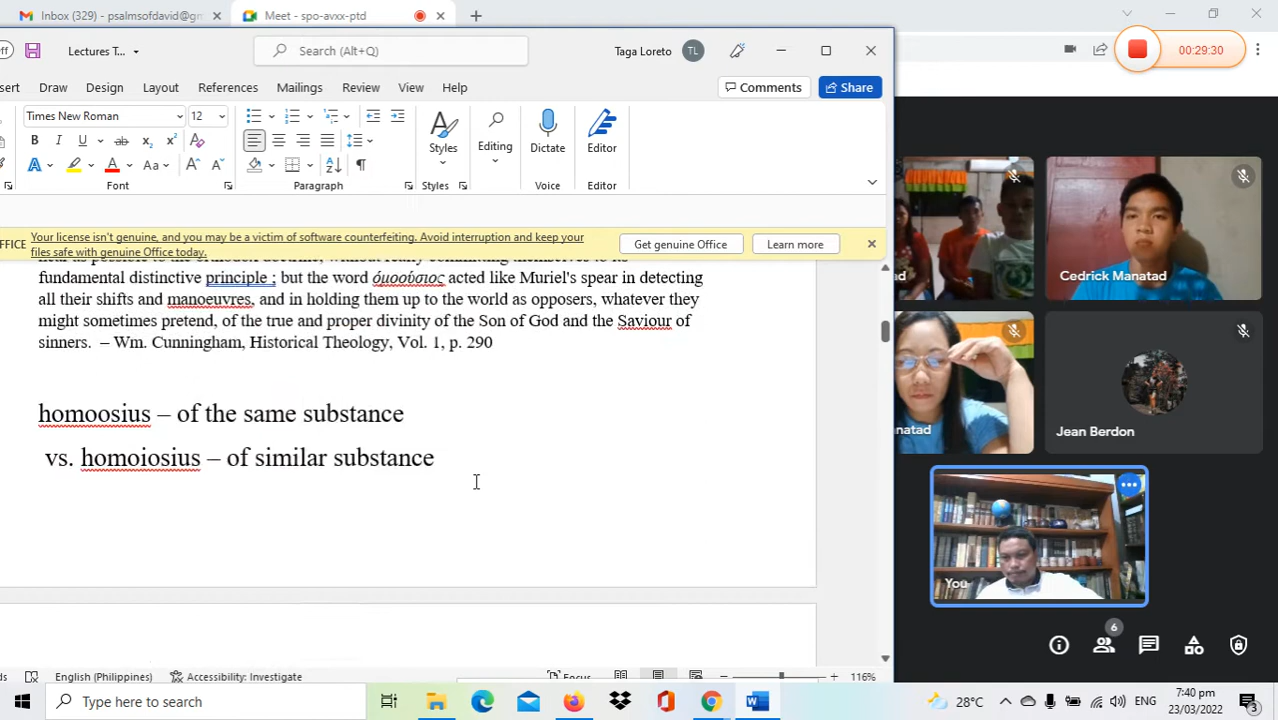 Inbox (329) - psalmsofdavid@gm
Meet - spo-avxx-ptd
00:29:30
Lectures T...
Search (Alt+Q)
Taga Loreto
TL
Draw
Design
Layout
References
Mailings
Review
View
Help
Comments
Share
Times New Roman
12
Styles
Editing
Dictate
Editor
Font
Paragraph
Styles
Voice
Editor
OFFICE
Your license isn't genuine, and you may be a victim of software counterfeiting. Avoid interruption and keep your
files safe with genuine Office today.
Get genuine Office
Learn more
fundamental distinctive principle ; but the word ὁμοούσιος acted like Muriel's spear in detecting
all their shifts and manoeuvres, and in holding them up to the world as opposers, whatever they
might sometimes pretend, of the true and proper divinity of the Son of God and the Saviour of
sinners. – Wm. Cunningham, Historical Theology, Vol. 1, p. 290
homoosius – of the same substance
vs. homoiosius – of similar substance
Cedrick Manatad
natad
Jean Berdon
You
6
English (Philippines)
Accessibility: Investigate
Focus
116%
Type here to search
28°C
ENG
7:40 pm
23/03/2022
3